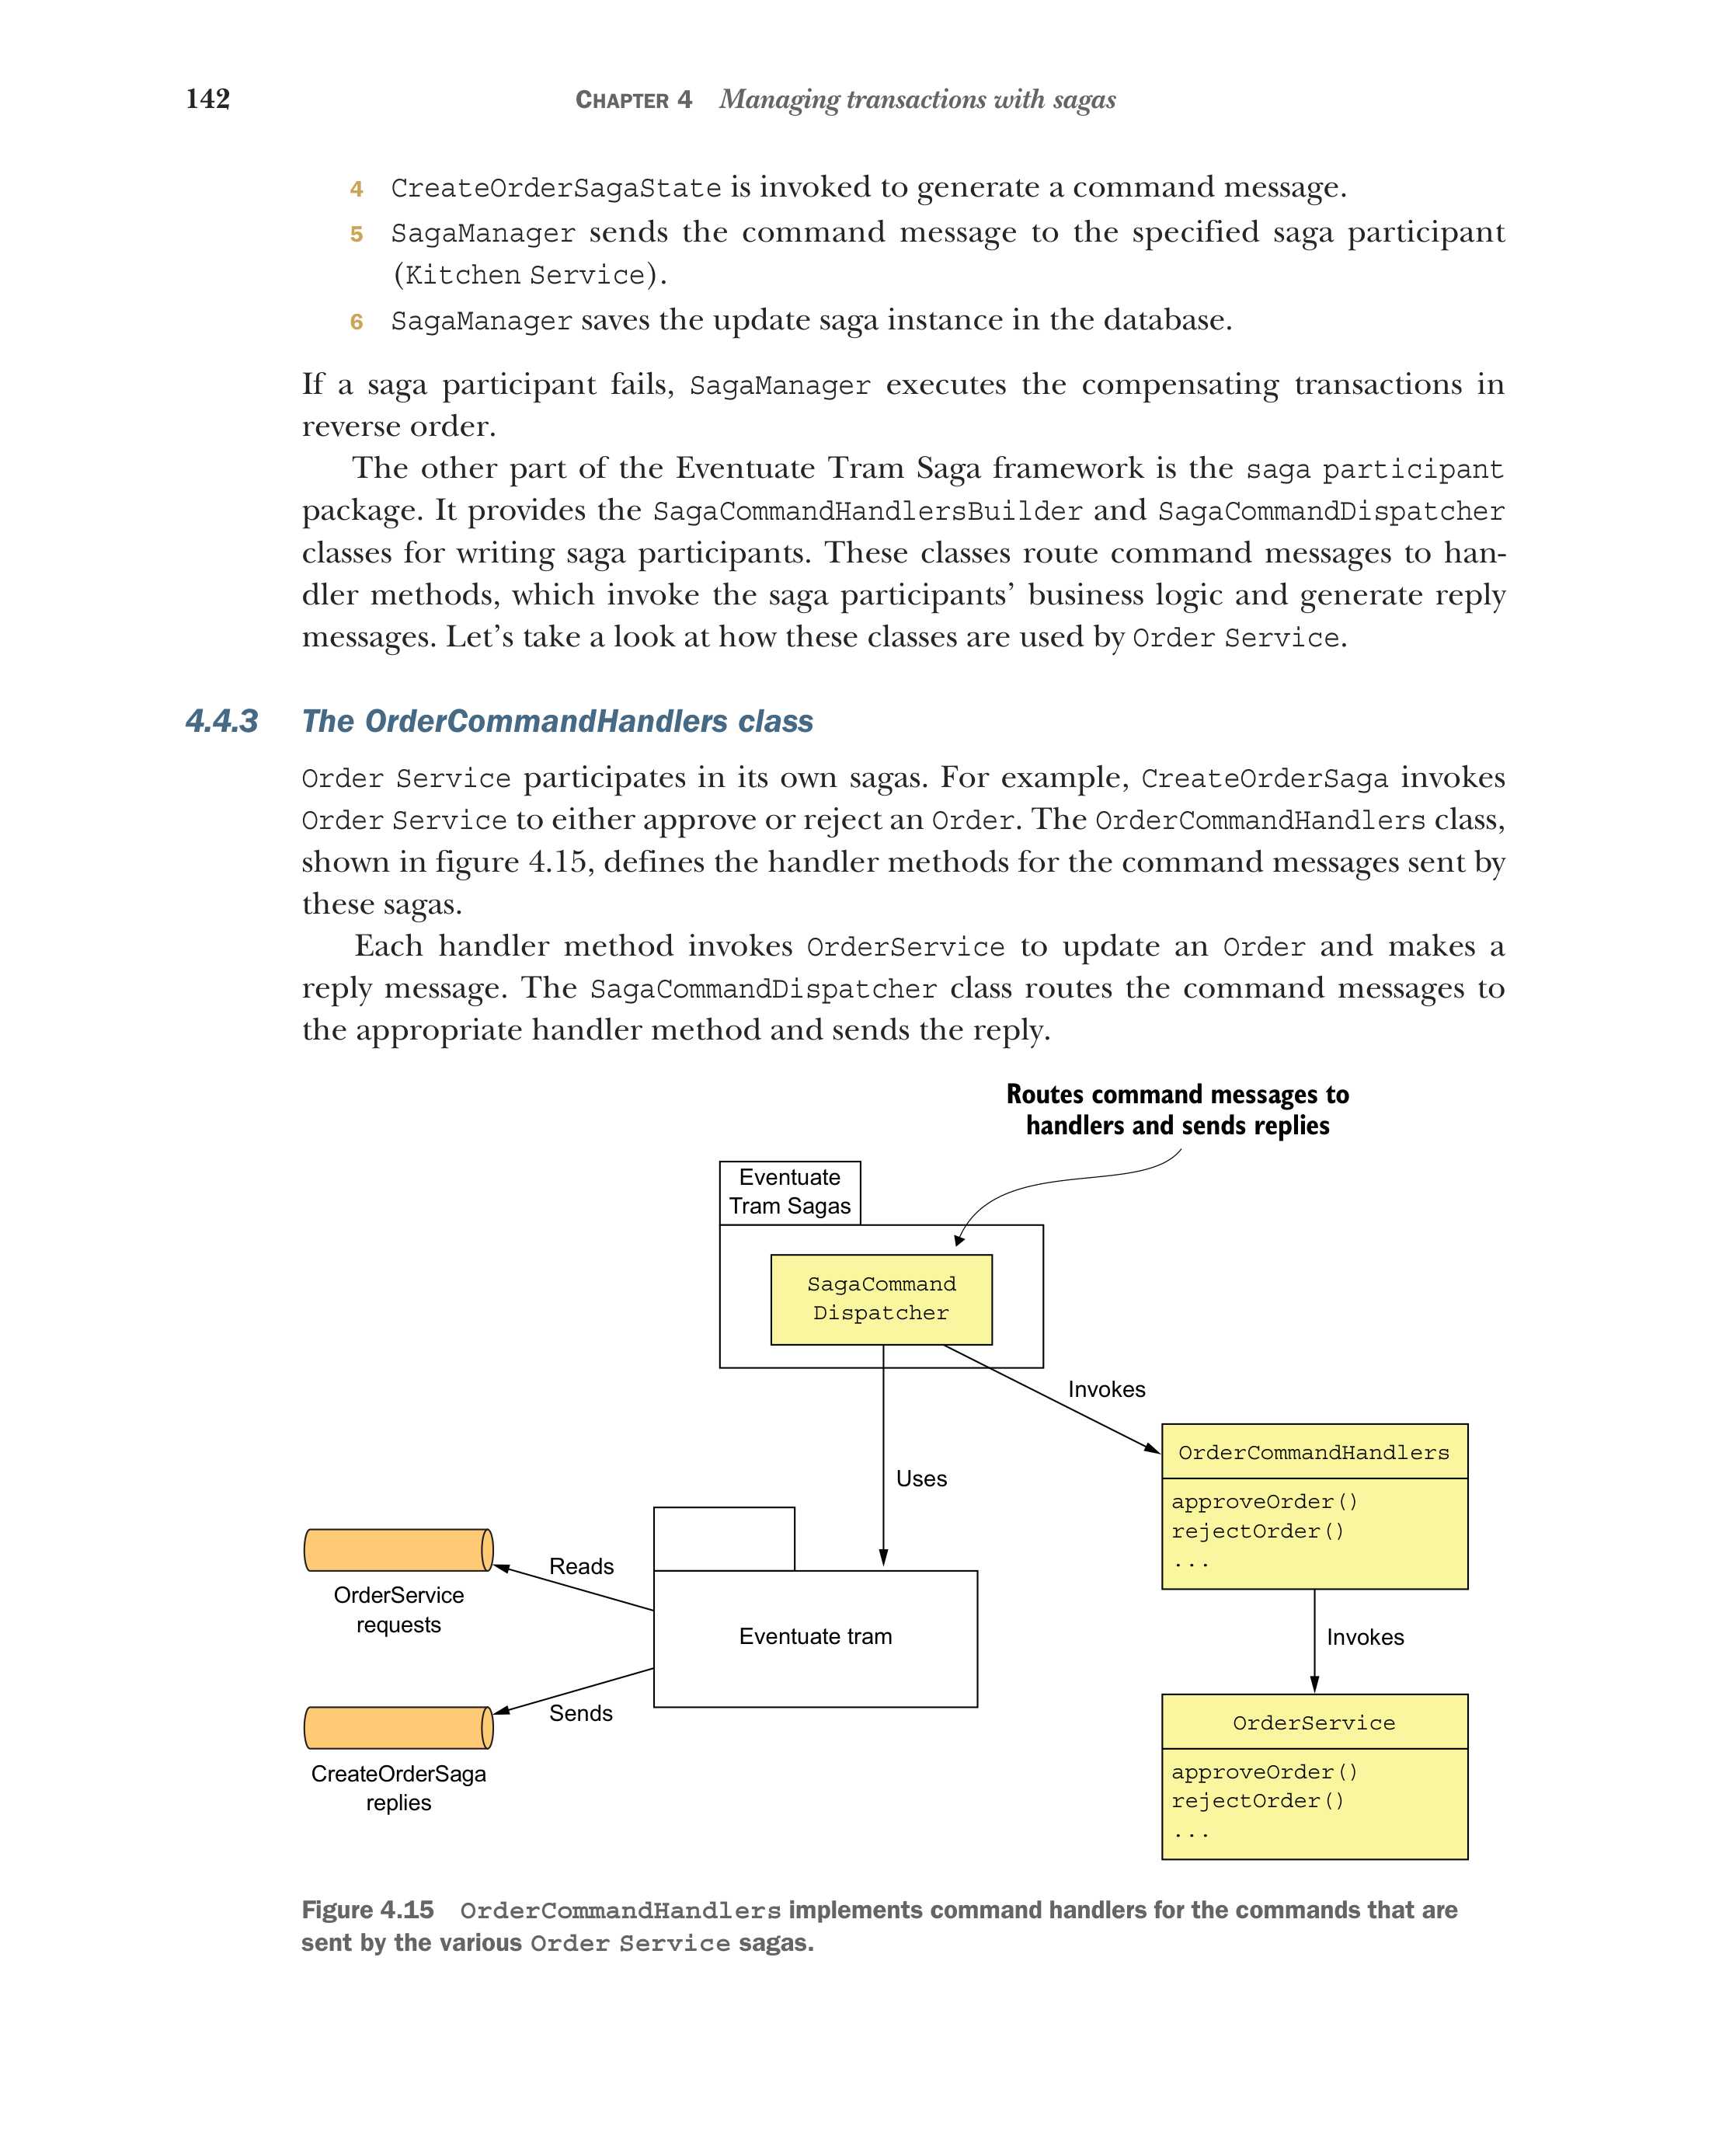 142 CHAPTER 4 Managing transactions with sagas
4 CreateOrderSagaState is invoked to generate a command message.
5 SagaManager sends the command message to the specified saga participant
(Kitchen Service).
6 SagaManager saves the update saga instance in the database.
If a saga participant fails, SagaManager executes the compensating transactions in
reverse order.
The other part of the Eventuate Tram Saga framework is the saga participant
package. It provides the SagaCommandHandlersBuilder and SagaCommandDispatcher
classes for writing saga participants. These classes route command messages to han-
dler methods, which invoke the saga participants’ business logic and generate reply
messages. Let’s take a look at how these classes are used by Order Service.
4.4.3 The OrderCommandHandlers class
Order Service participates in its own sagas. For example, CreateOrderSaga invokes
Order Service to either approve or reject an Order. The OrderCommandHandlers class,
shown in figure 4.15, defines the handler methods for the command messages sent by
these sagas.
Each handler method invokes OrderService to update an Order and makes a
reply message. The SagaCommandDispatcher class routes the command messages to
the appropriate handler method and sends the reply.
Routes command messages to
handlers and sends replies
Eventuate
Tram Sagas
SagaCommand
Dispatcher
Invokes
OrderCommandHandlers
approveOrder()
rejectOrder()
...
Uses
Reads
OrderService
requests
Eventuate tram
Invokes
Sends
CreateOrderSaga
replies
OrderService
approveOrder()
rejectOrder()
...
Figure 4.15 OrderCommandHandlers implements command handlers for the commands that are
sent by the various Order Service sagas.